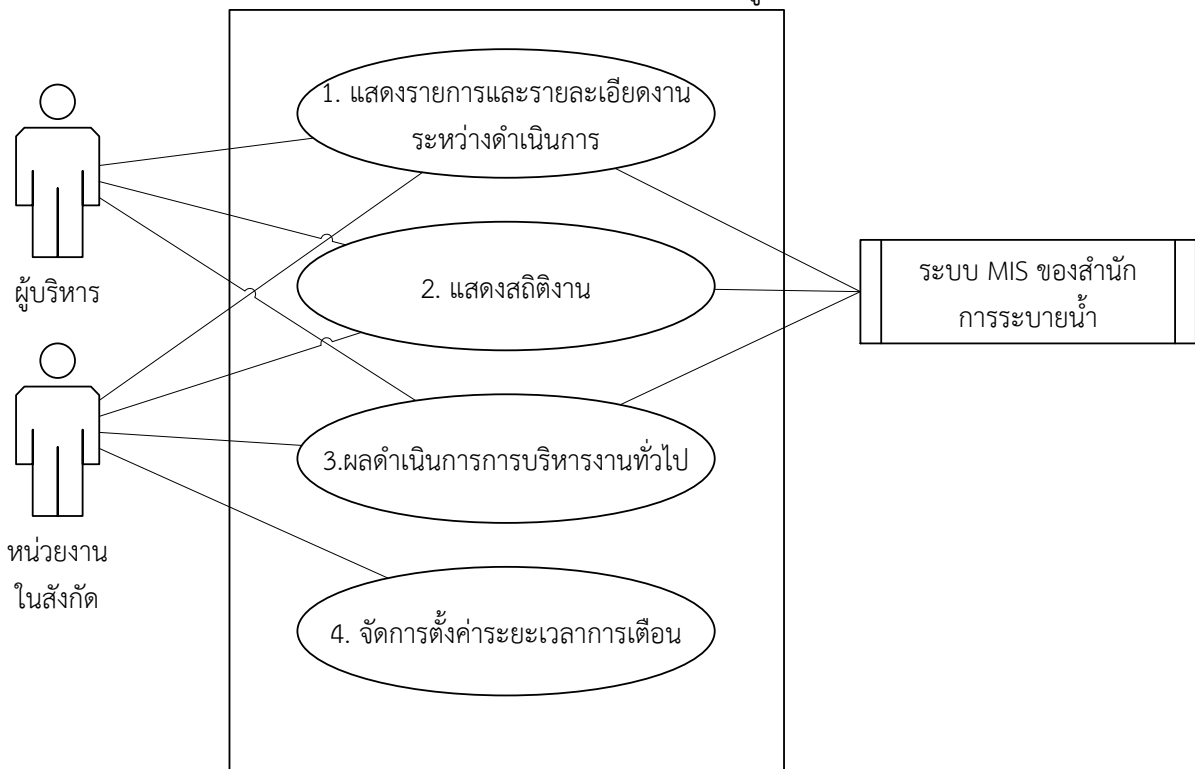 1. แสดงรายการและรายละเอียดงาน
ระหว่างดำเนินการ
ผู้บริหาร
2. แสดงสถิติงาน
ระบบ MIS ของสำนัก
การระบายน้ำ
3.ผลดำเนินการการบริหารงานทั่วไป
หน่วยงาน
ในสังกัด
4. จัดการตั้งค่าระยะเวลาการเตือน